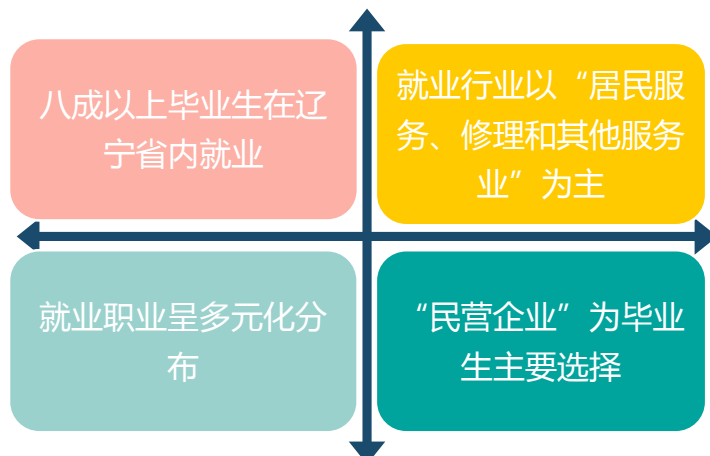 八成以上毕业生在辽
宁省内就业
就业行业以“居民服
务、修理和其他服务
业”为主
就业职业呈多元化分
布
“民营企业”为毕业
生主要选择